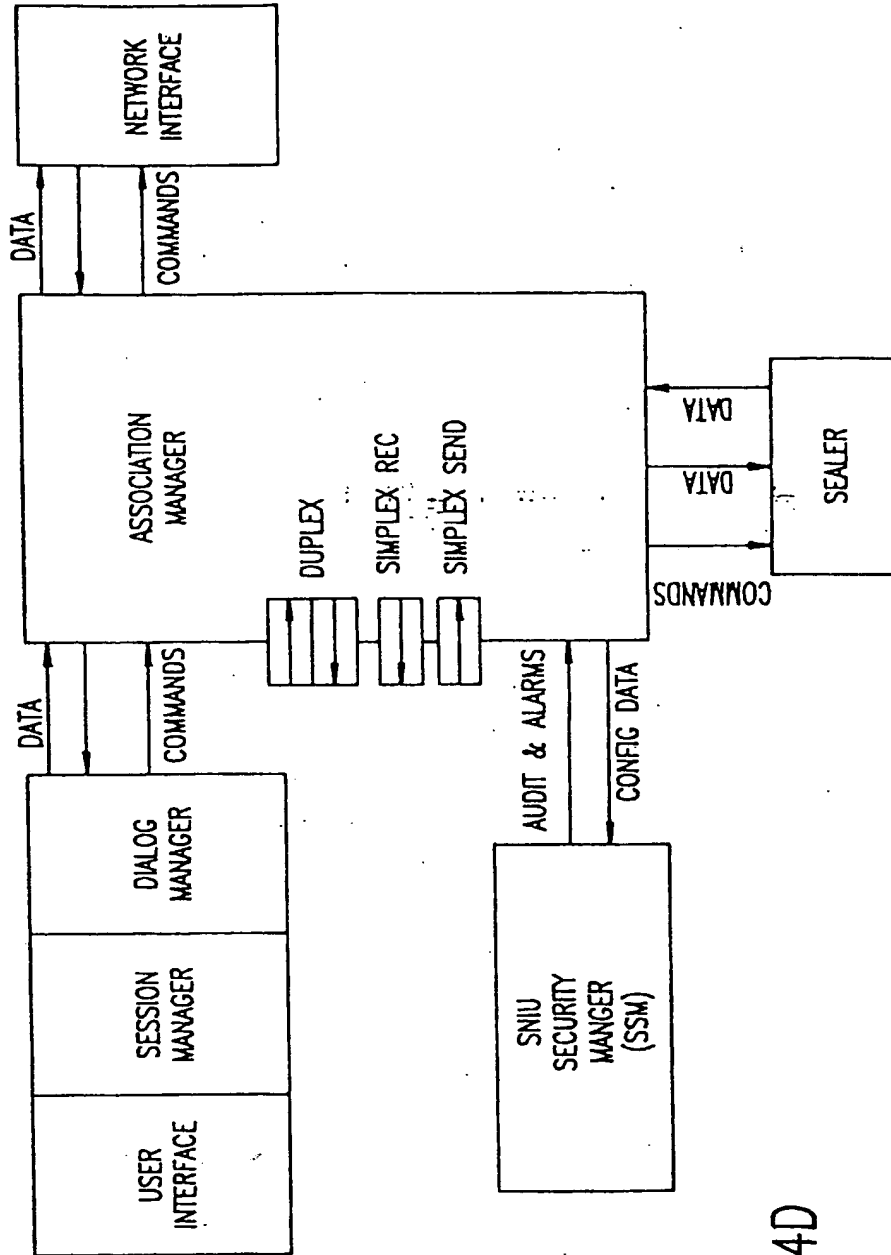 USER
INTERFACE
SESSION
MANAGER
DIALOG
MANAGER
DATA
COMMANDS
ASSOCIATION
MANAGER
DUPLEX
SIMPLEX REC
SIMPLEX SEND
DATA
COMMANDS
NETWORK
INTERFACE
SNIU
SECURITY
MANGER
(SSM)
AUDIT & ALARMS
CONFIG DATA
COMMANDS
DATA
DATA
SEALER
4D